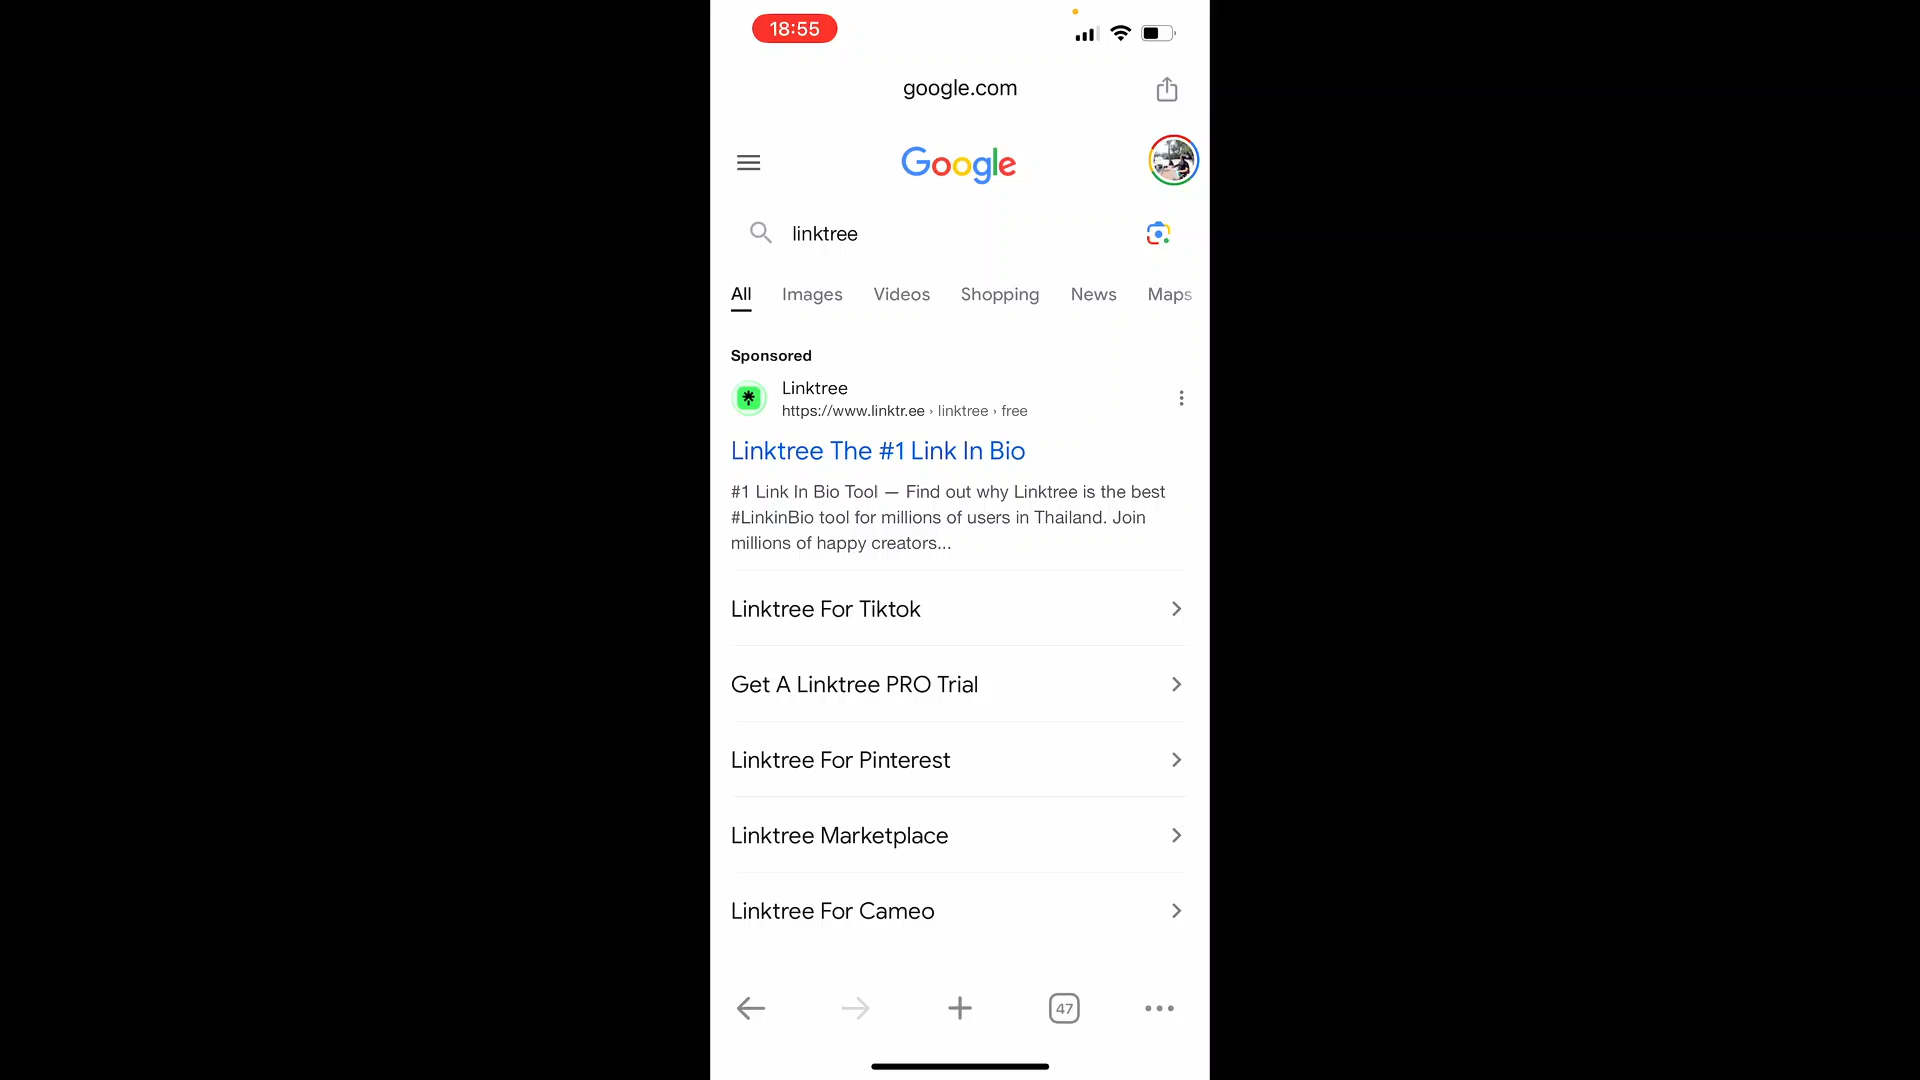 18:55
google.com
Google
linktree
All Images Videos Shopping News Maps
Sponsored
Linktree
https://www.linktr.ee › linktree › free
Linktree The #1 Link In Bio
#1 Link In Bio Tool — Find out why Linktree is the best
#LinkinBio tool for millions of users in Thailand. Join
millions of happy creators...
Linktree For Tiktok
Get A Linktree PRO Trial
Linktree For Pinterest
Linktree Marketplace
Linktree For Cameo
47